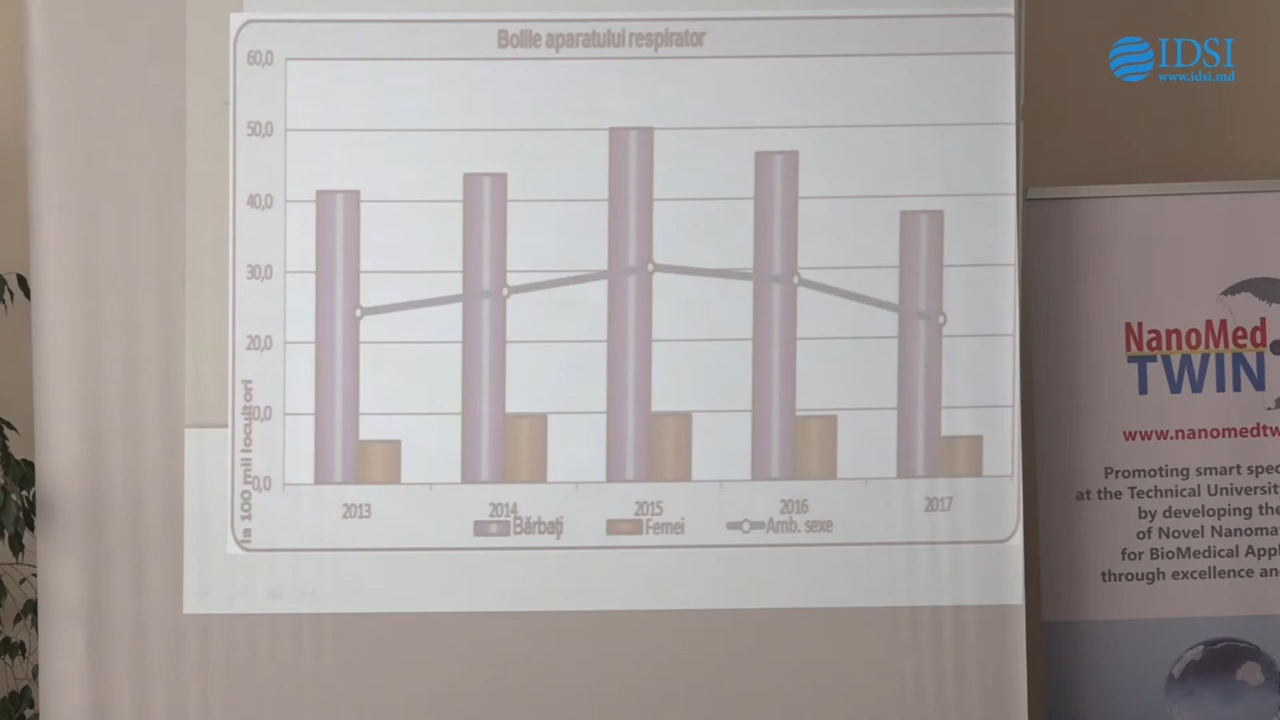 Bolile aparatului respirator
60,0
50,0
40,0
30,0
20,0
10,0
0,0
la 100 mii locuitori
2013
2014
2015
2016
2017
Bărbați
Femei
Amb. sexe
IDSI
www.idsi.md
NanoMed
TWIN
www.nanomedtw
Promoting smart spec
at the Technical University
by developing the
of Novel Nanoma
for BioMedical Appl
through excellence an